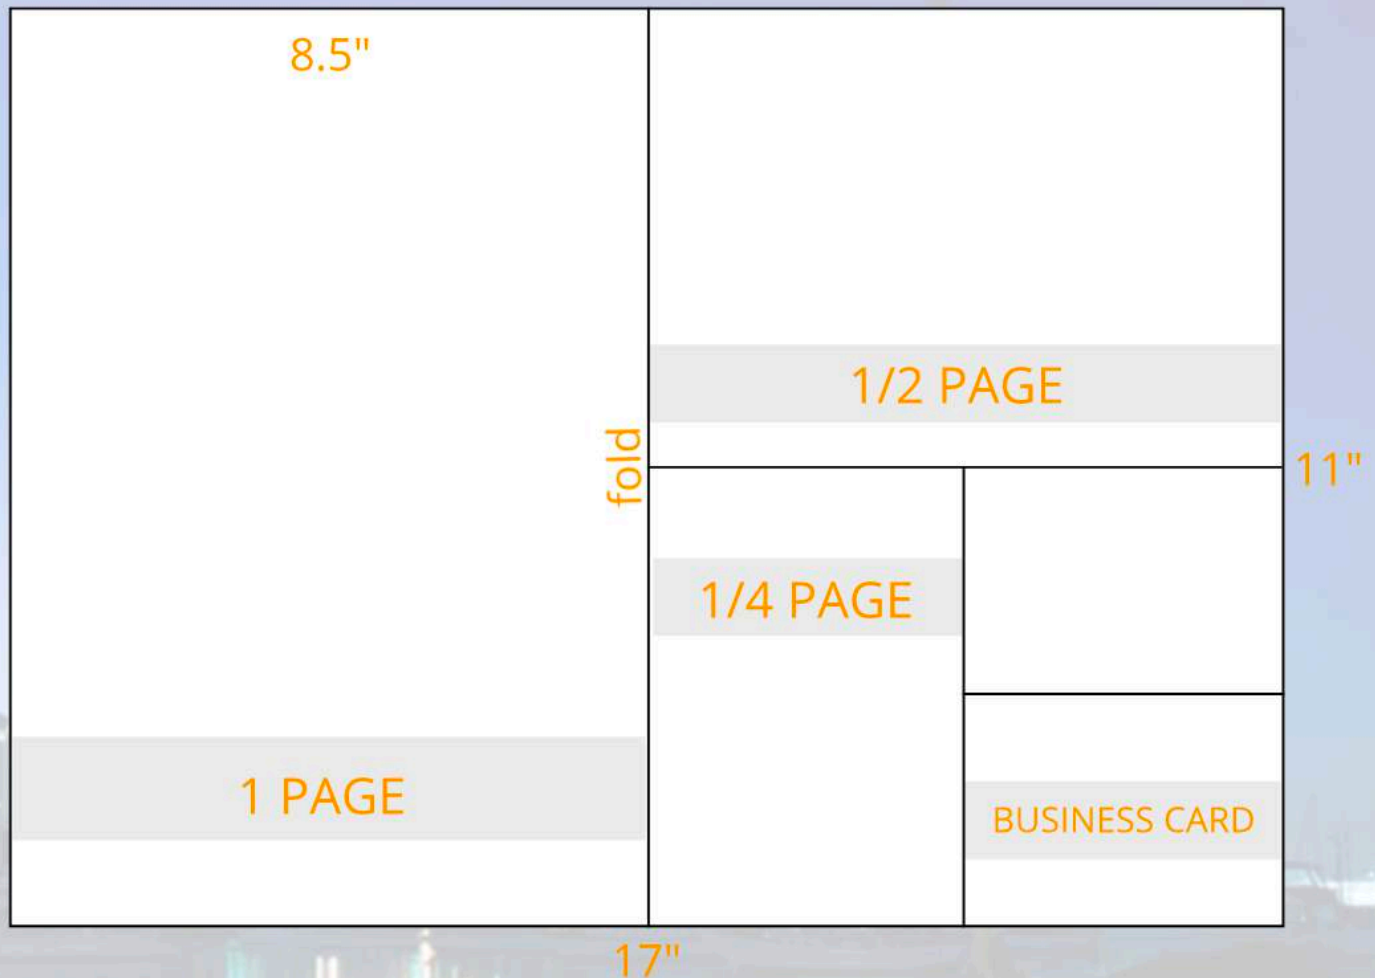 8.5"
1/2 PAGE
fold
11"
1/4 PAGE
1 PAGE
BUSINESS CARD
17"